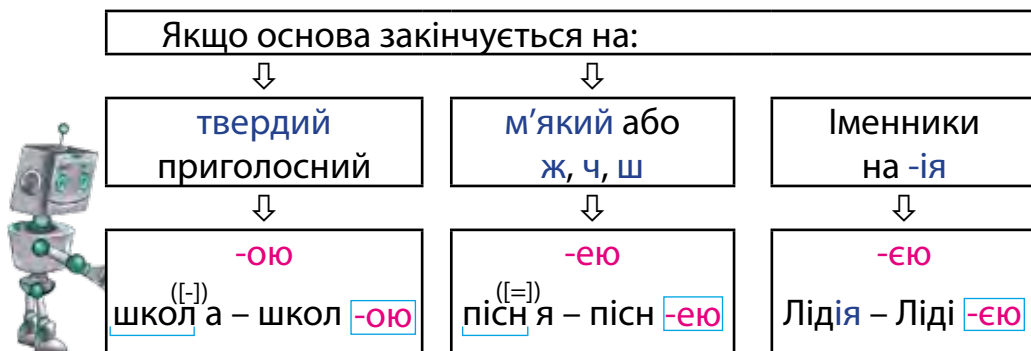 Якщо основа закінчується на:
твердий
приголосний
м’який або
ж, ч, ш
Іменники
на -ія
-ою
([-])
школ а – школ -ою
-ею
([=])
пісн я – пісн -ею
-єю
Лідія – Ліді -єю